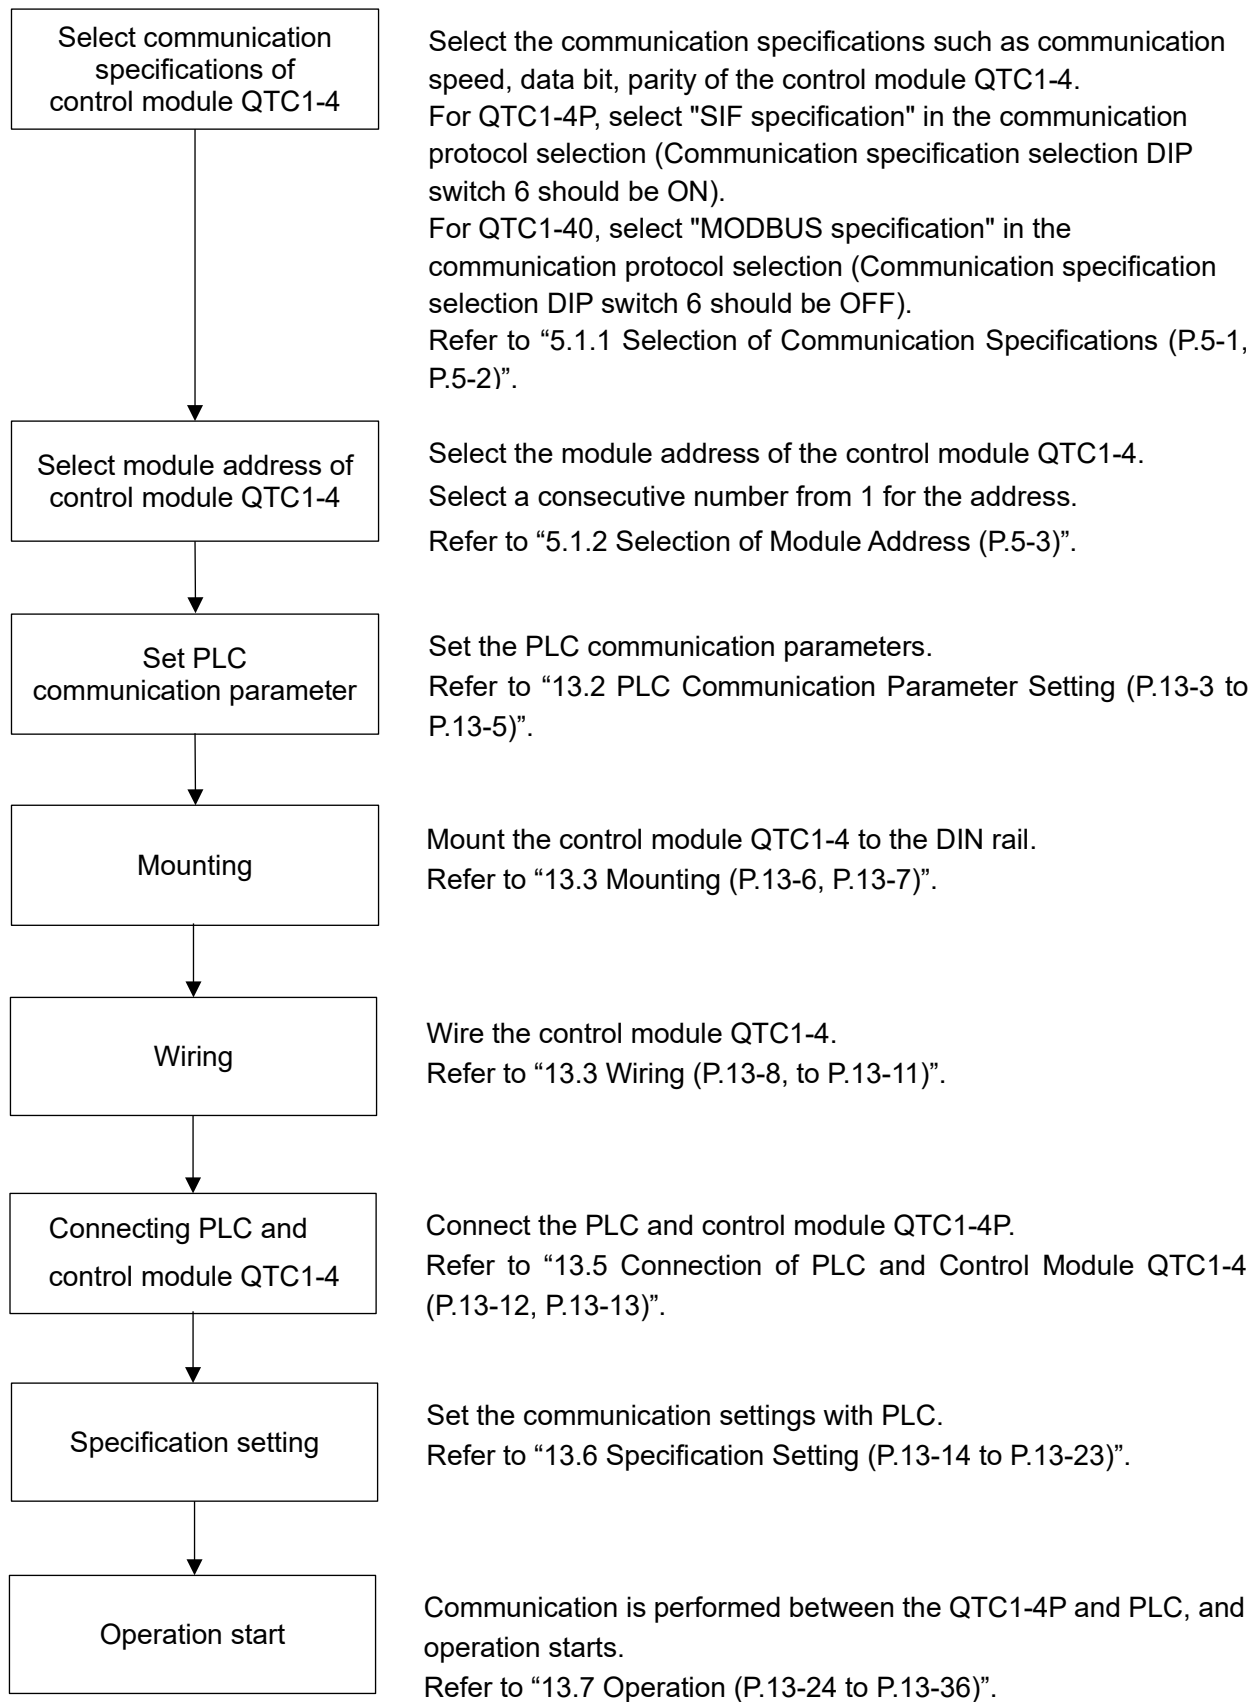 Select communication
specifications of
control module QTC1-4
Select the communication specifications such as communication
speed, data bit, parity of the control module QTC1-4.
For QTC1-4P, select "SIF specification" in the communication
protocol selection (Communication specification selection DIP
switch 6 should be ON).
For QTC1-40, select "MODBUS specification" in the
communication protocol selection (Communication specification
selection DIP switch 6 should be OFF).
Refer to “5.1.1 Selection of Communication Specifications (P.5-1,
P.5-2)”.
Select module address of
control module QTC1-4
Select the module address of the control module QTC1-4.
Select a consecutive number from 1 for the address.
Refer to “5.1.2 Selection of Module Address (P.5-3)”.
Set PLC
communication parameter
Set the PLC communication parameters.
Refer to “13.2 PLC Communication Parameter Setting (P.13-3 to
P.13-5)”.
Mounting
Mount the control module QTC1-4 to the DIN rail.
Refer to “13.3 Mounting (P.13-6, P.13-7)”.
Wiring
Wire the control module QTC1-4.
Refer to “13.3 Wiring (P.13-8, to P.13-11)”.
Connecting PLC and
control module QTC1-4
Connect the PLC and control module QTC1-4P.
Refer to “13.5 Connection of PLC and Control Module QTC1-4
(P.13-12, P.13-13)”.
Specification setting
Set the communication settings with PLC.
Refer to “13.6 Specification Setting (P.13-14 to P.13-23)”.
Operation start
Communication is performed between the QTC1-4P and PLC, and
operation starts.
Refer to “13.7 Operation (P.13-24 to P.13-36)”.